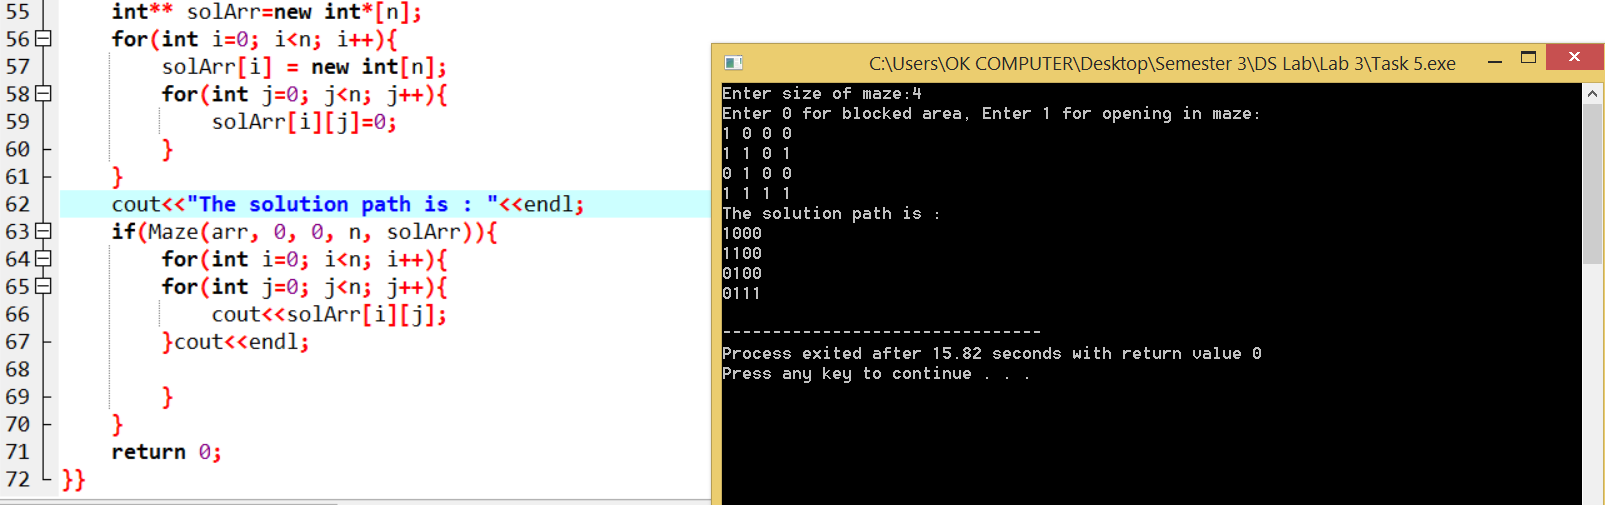 55 int** solArr=new int*[n];
56 for(int i=0; i<n; i++){
57 solArr[i] = new int[n];
58 for(int j=0; j<n; j++){
59 solArr[i][j]=0;
60 }
61 }
62 cout<<"The solution path is : "<<endl;
63 if(Maze(arr, 0, 0, n, solArr)){
64 for(int i=0; i<n; i++){
65 for(int j=0; j<n; j++){
66 cout<<solArr[i][j];
67 }cout<<endl;
68
69 }
70 }
71 return 0;
72 }}
C:\Users\OK COMPUTER\Desktop\Semester 3\DS Lab\Lab 3\Task 5.exe
Enter size of maze:4
Enter 0 for blocked area, Enter 1 for opening in maze:
1 0 0 0
1 1 0 1
0 1 0 0
1 1 1 1
The solution path is :
1000
1100
0100
0111
--------------------------------
Process exited after 15.82 seconds with return value 0
Press any key to continue . . .